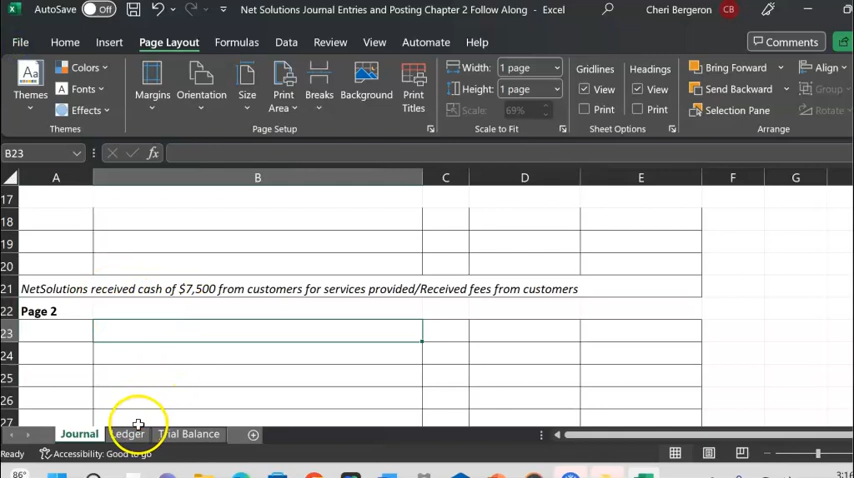 AutoSave Off Net Solutions Journal Entries and Posting Chapter 2 Follow Along - Excel Cheri Bergeron CB
File Home Insert Page Layout Formulas Data Review View Automate Help Comments
Themes Colors Fonts Effects Margins Orientation Size Print Area Breaks Background Print Titles Width: 1 page Height: 1 page Scale: 69% Gridlines View Print Headings View Print Bring Forward Send Backward Selection Pane Align Group Rotate
Themes Page Setup Scale to Fit Sheet Options Arrange
B23 fx
A B C D E F G
17
18
19
20
21 NetSolutions received cash of $7,500 from customers for services provided/Received fees from customers
22 Page 2
23
24
25
26
27
Journal Ledger Trial Balance
Ready Accessibility: Good to go
86° 3:16